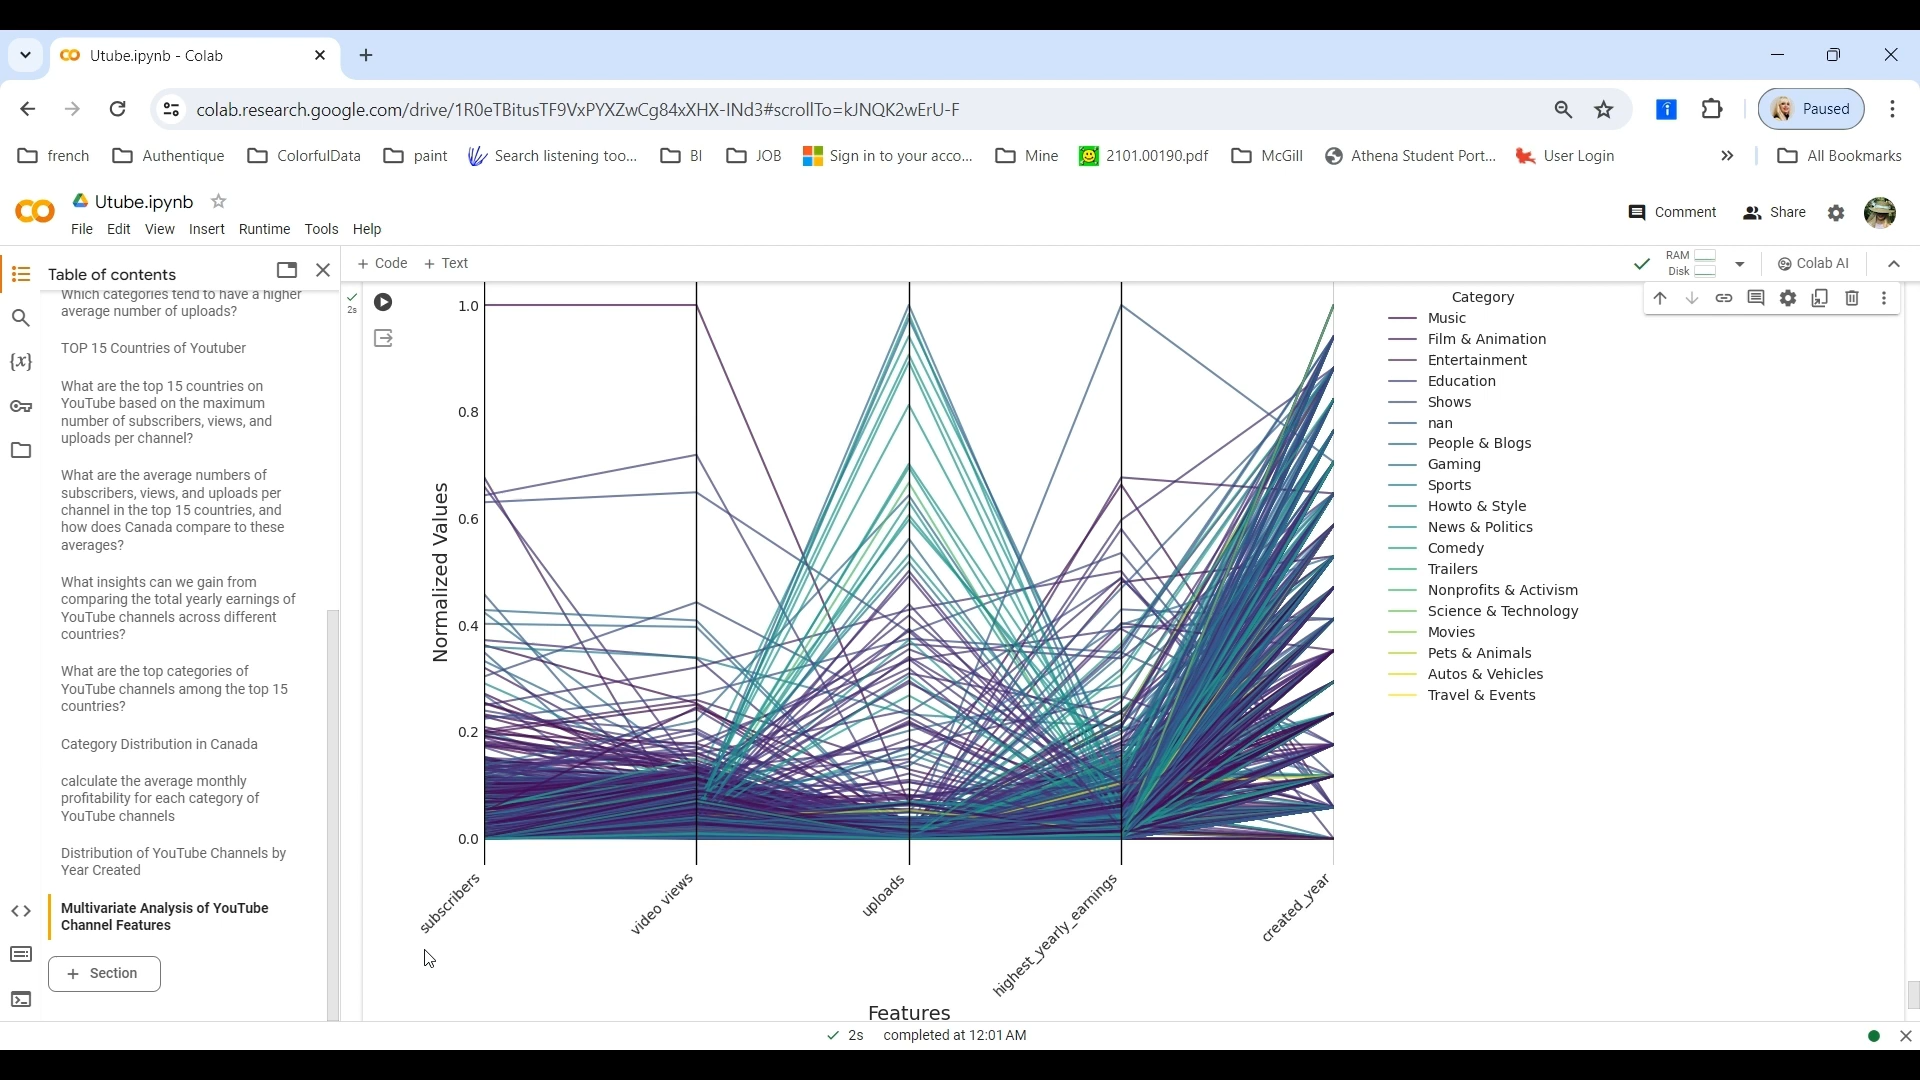 Utube.ipynb - Colab
colab.research.google.com/drive/1R0eTBitusTF9VxPYXZwCg84xXHX-INd3#scrollTo=kJNQK2wErU-F
Paused
french
Authentique
ColorfulData
paint
Search listening too...
BI
JOB
Sign in to your acco...
Mine
2101.00190.pdf
McGill
Athena Student Port...
User Login
All Bookmarks
Utube.ipynb
File Edit View Insert Runtime Tools Help
Comment
Share
Table of contents
+ Code + Text
RAM
Disk
Colab AI
Which categories tend to have a higher
average number of uploads?
TOP 15 Countries of Youtuber
What are the top 15 countries on
YouTube based on the maximum
number of subscribers, views, and
uploads per channel?
What are the average numbers of
subscribers, views, and uploads per
channel in the top 15 countries, and
how does Canada compare to these
averages?
What insights can we gain from
comparing the total yearly earnings of
YouTube channels across different
countries?
What are the top categories of
YouTube channels among the top 15
countries?
Category Distribution in Canada
calculate the average monthly
profitability for each category of
YouTube channels
Distribution of YouTube Channels by
Year Created
Multivariate Analysis of YouTube
Channel Features
+ Section
2s
1.0
0.8
0.6
0.4
0.2
0.0
Normalized Values
subscribers
video views
uploads
highest_yearly_earnings
created_year
Features
Category
Music
Film & Animation
Entertainment
Education
Shows
nan
People & Blogs
Gaming
Sports
Howto & Style
News & Politics
Comedy
Trailers
Nonprofits & Activism
Science & Technology
Movies
Pets & Animals
Autos & Vehicles
Travel & Events
2s completed at 12:01 AM